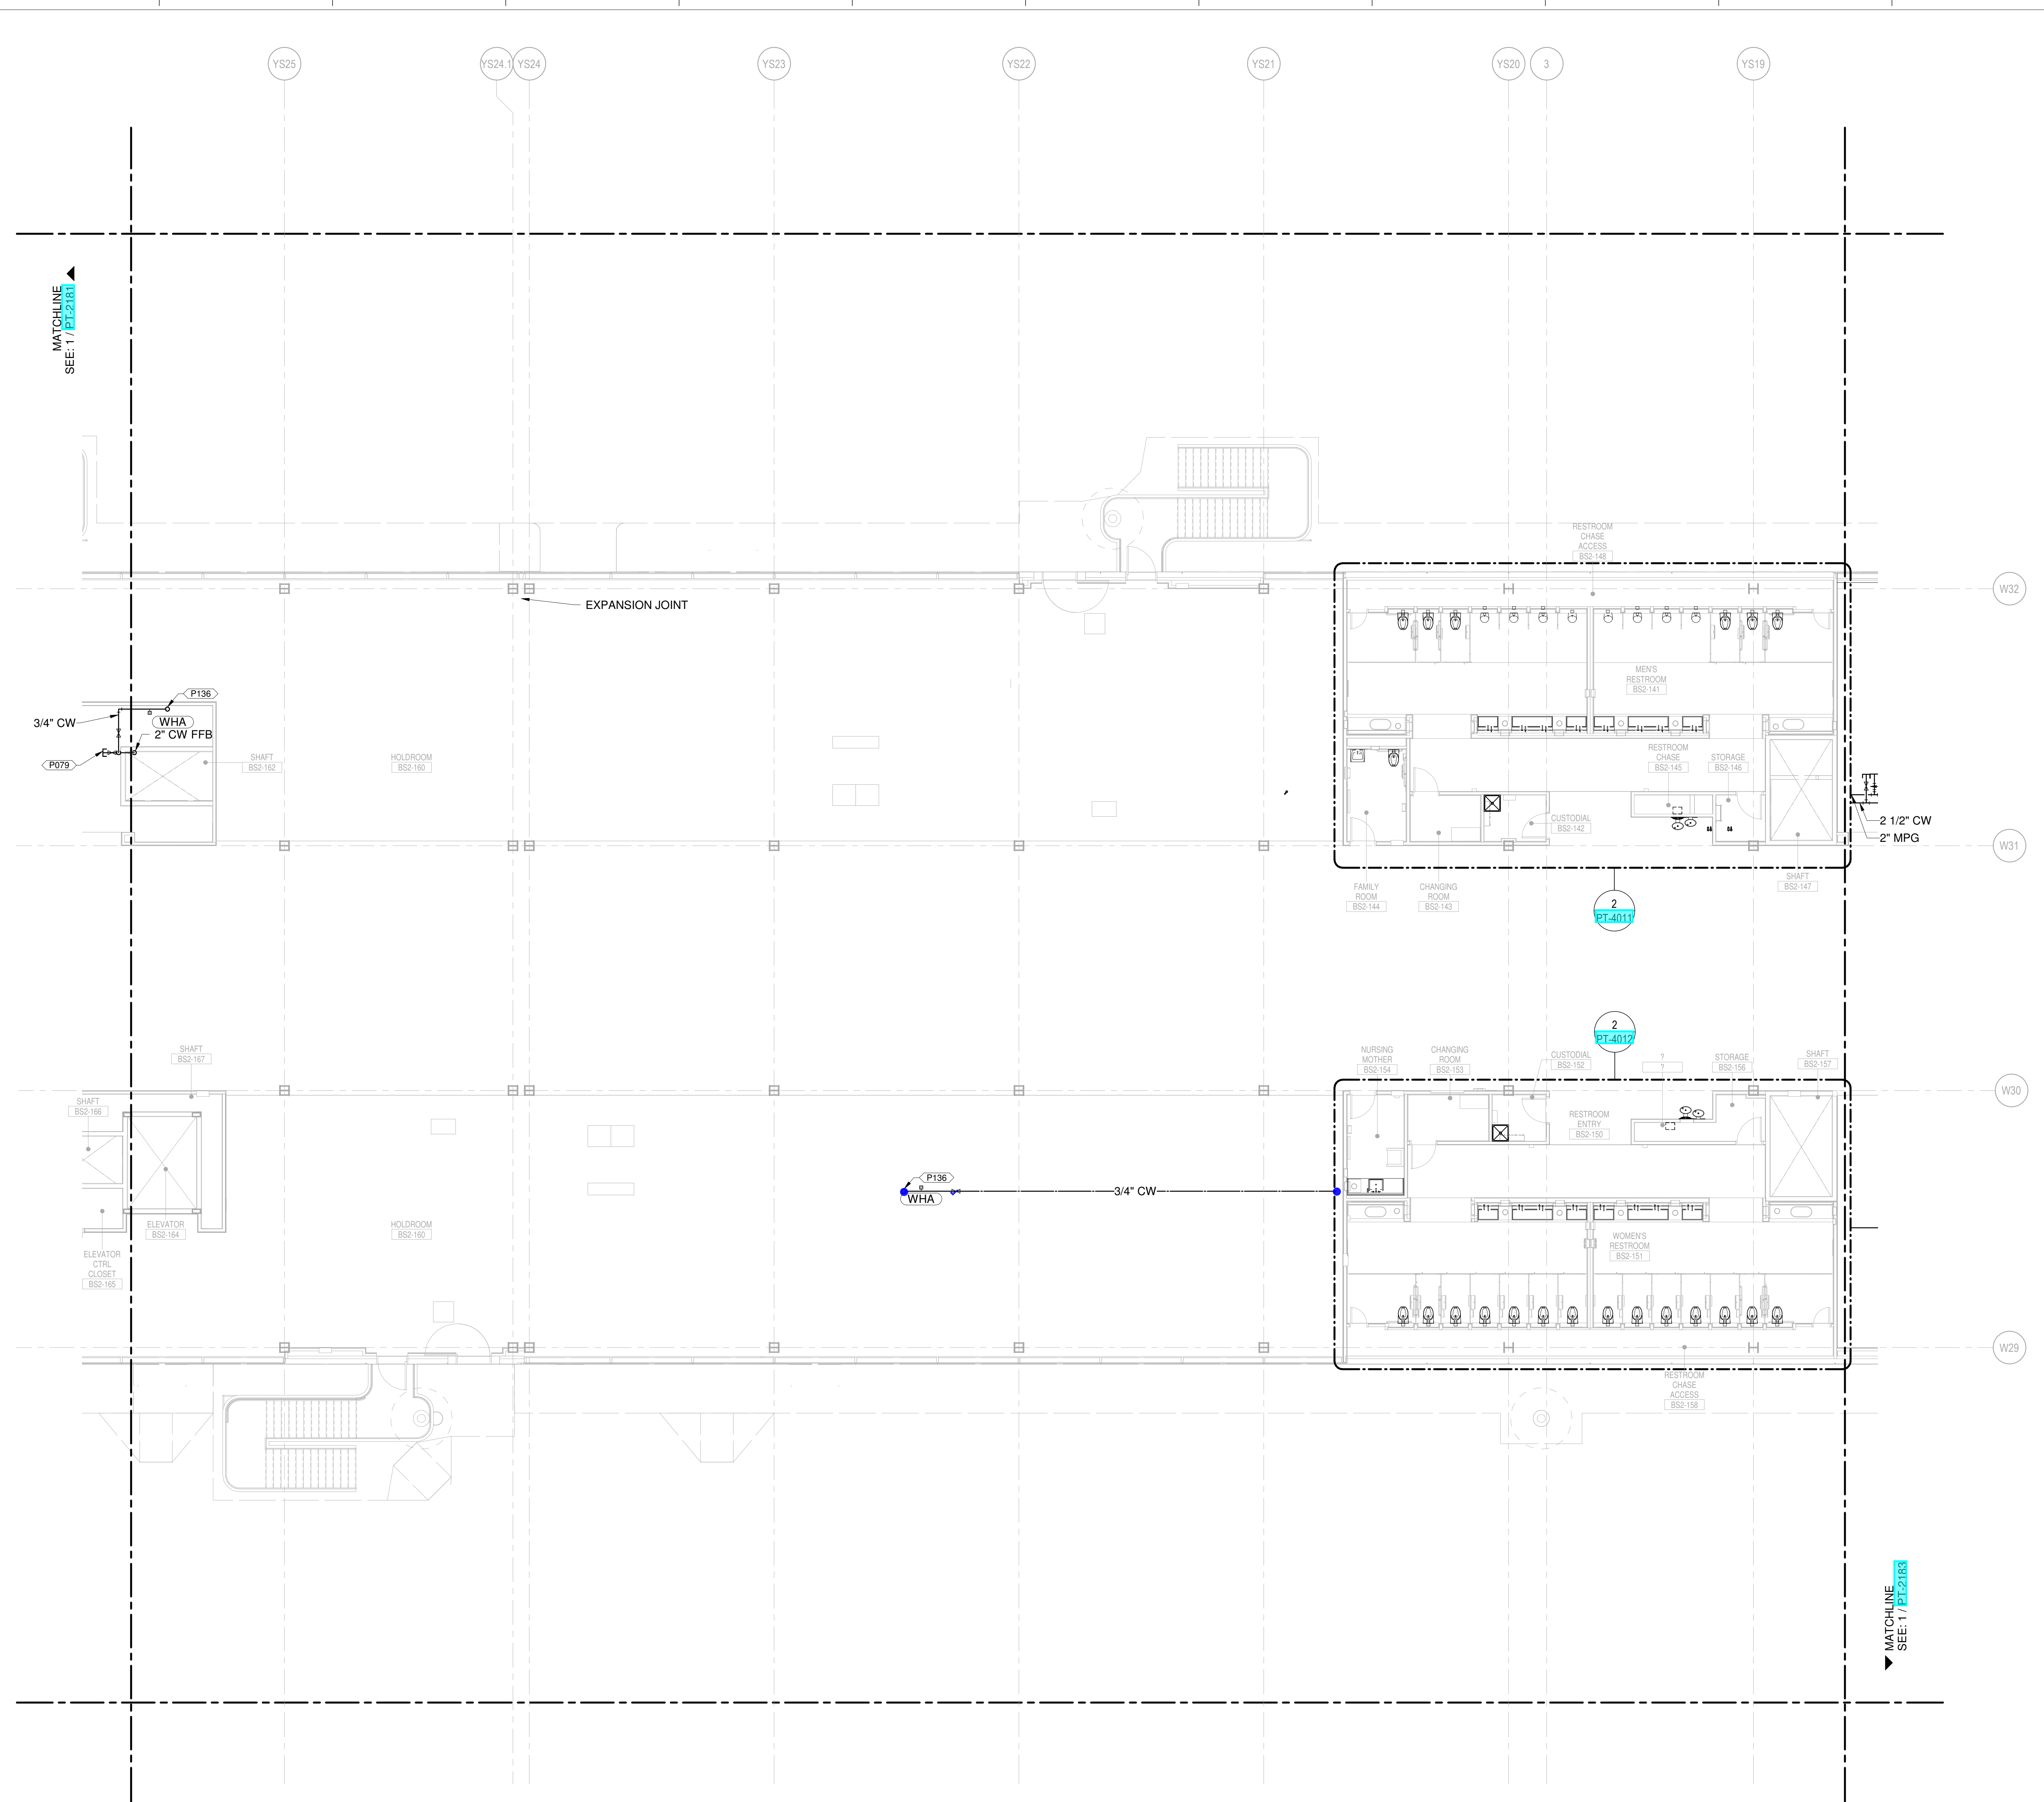 YS25
YS24.1
YS24
YS23
YS22
YS21
YS20
3
YS19
MATCHLINE
SEE: 1 / PT-2181
RESTROOM
CHASE
ACCESS
BS2-148
W32
EXPANSION JOINT
MEN'S
RESTROOM
BS2-141
P136
3/4" CW
WHA
2" CW FFB
P079
SHAFT
BS2-162
HOLDROOM
BS2-160
RESTROOM
CHASE
BS2-145
STORAGE
BS2-146
CUSTODIAL
BS2-142
2 1/2" CW
2" MPG
W31
FAMILY
ROOM
BS2-144
CHANGING
ROOM
BS2-143
SHAFT
BS2-147
2
PT-4011
2
PT-4012
SHAFT
BS2-167
NURSING
MOTHER
BS2-154
CHANGING
ROOM
BS2-153
CUSTODIAL
BS2-152
?
?
STORAGE
BS2-156
SHAFT
BS2-157
W30
SHAFT
BS2-166
RESTROOM
ENTRY
BS2-150
P136
WHA
3/4" CW
ELEVATOR
BS2-164
HOLDROOM
BS2-160
WOMEN'S
RESTROOM
BS2-151
ELEVATOR
CTRL
CLOSET
BS2-165
W29
RESTROOM
CHASE
ACCESS
BS2-158
MATCHLINE
SEE: 1 / PT-2183